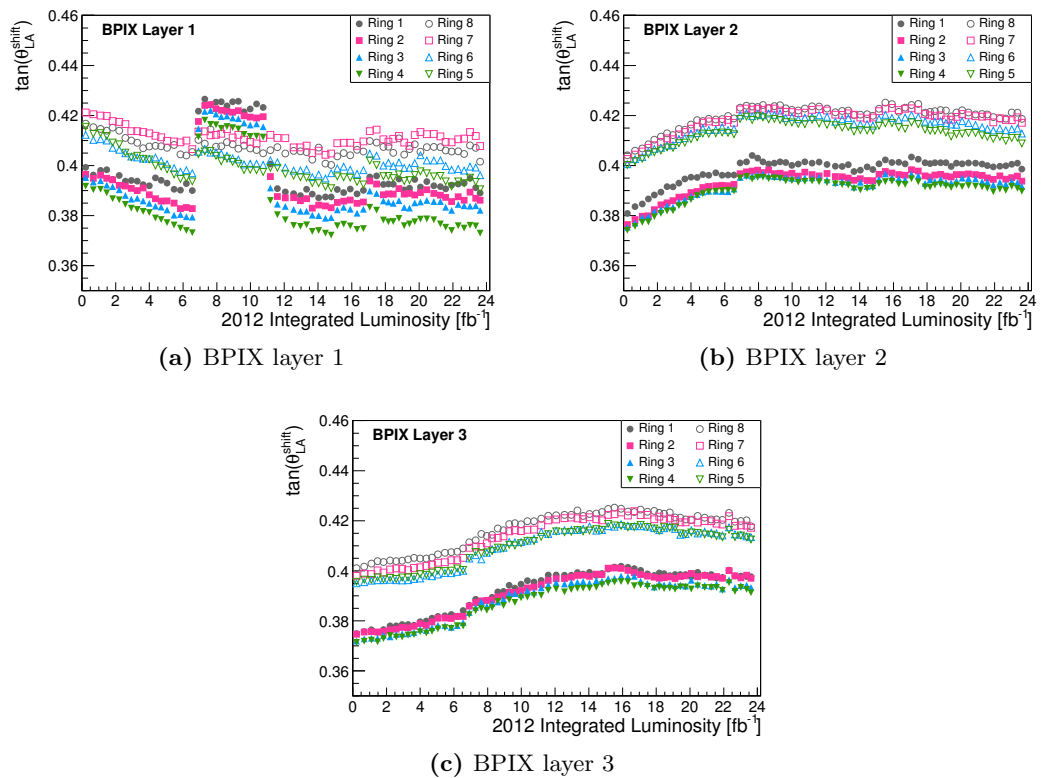 BPIX Layer 1
Ring 1 Ring 8
Ring 2 Ring 7
Ring 3 Ring 6
Ring 4 Ring 5
tan(θ_LA^shift)
0.46
0.44
0.42
0.4
0.38
0.36
0 2 4 6 8 10 12 14 16 18 20 22 24
2012 Integrated Luminosity [fb⁻¹]
(a) BPIX layer 1
BPIX Layer 2
Ring 1 Ring 8
Ring 2 Ring 7
Ring 3 Ring 6
Ring 4 Ring 5
tan(θ_LA^shift)
0.46
0.44
0.42
0.4
0.38
0.36
0 2 4 6 8 10 12 14 16 18 20 22 24
2012 Integrated Luminosity [fb⁻¹]
(b) BPIX layer 2
BPIX Layer 3
Ring 1 Ring 8
Ring 2 Ring 7
Ring 3 Ring 6
Ring 4 Ring 5
tan(θ_LA^shift)
0.46
0.44
0.42
0.4
0.38
0.36
0 2 4 6 8 10 12 14 16 18 20 22 24
2012 Integrated Luminosity [fb⁻¹]
(c) BPIX layer 3